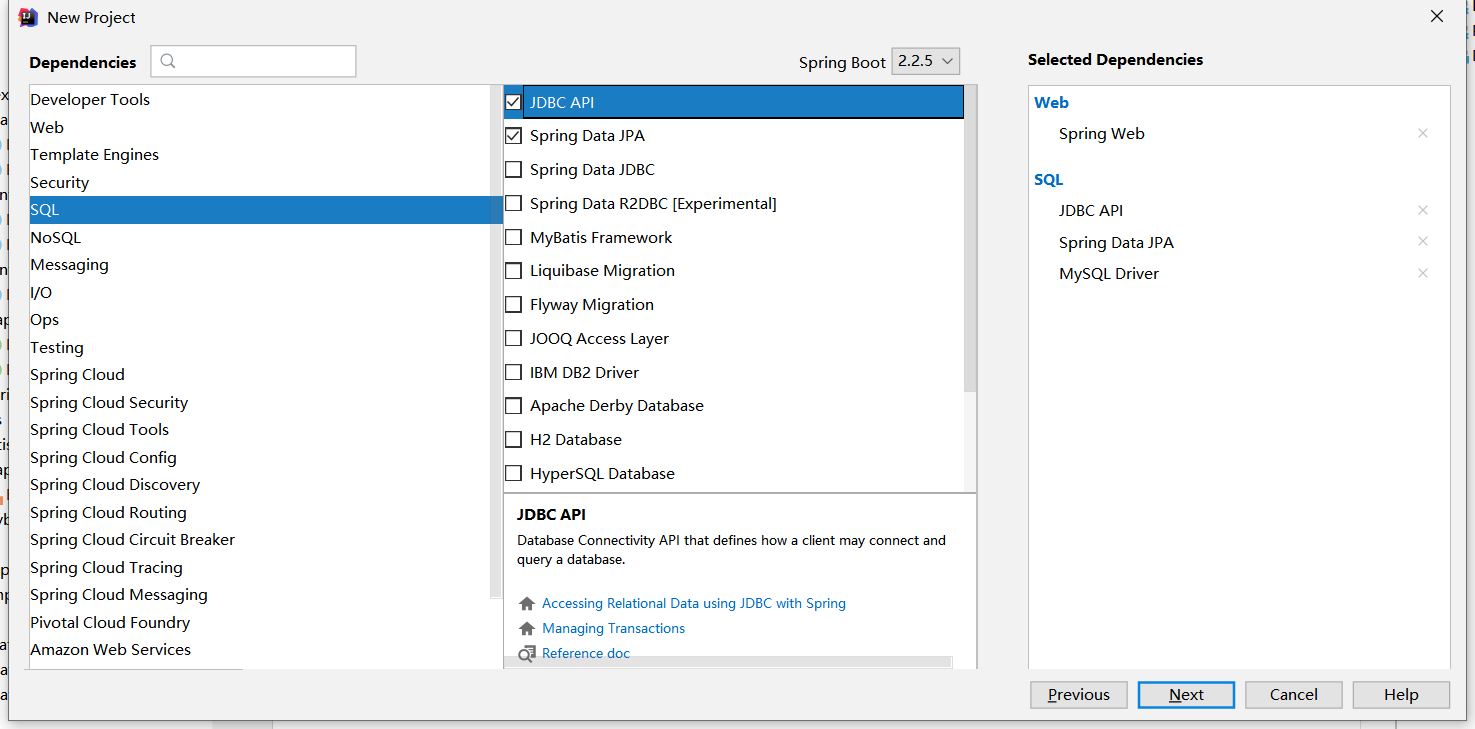 New Project
Dependencies
Spring Boot 2.2.5
Selected Dependencies
Developer Tools
Web
Template Engines
Security
SQL
NoSQL
Messaging
I/O
Ops
Testing
Spring Cloud
Spring Cloud Security
Spring Cloud Tools
Spring Cloud Config
Spring Cloud Discovery
Spring Cloud Routing
Spring Cloud Circuit Breaker
Spring Cloud Tracing
Spring Cloud Messaging
Pivotal Cloud Foundry
Amazon Web Services
JDBC API
Spring Data JPA
Spring Data JDBC
Spring Data R2DBC [Experimental]
MyBatis Framework
Liquibase Migration
Flyway Migration
JOOQ Access Layer
IBM DB2 Driver
Apache Derby Database
H2 Database
HyperSQL Database
JDBC API
Database Connectivity API that defines how a client may connect and
query a database.
Accessing Relational Data using JDBC with Spring
Managing Transactions
Reference doc
Web
Spring Web
SQL
JDBC API
Spring Data JPA
MySQL Driver
Previous
Next
Cancel
Help